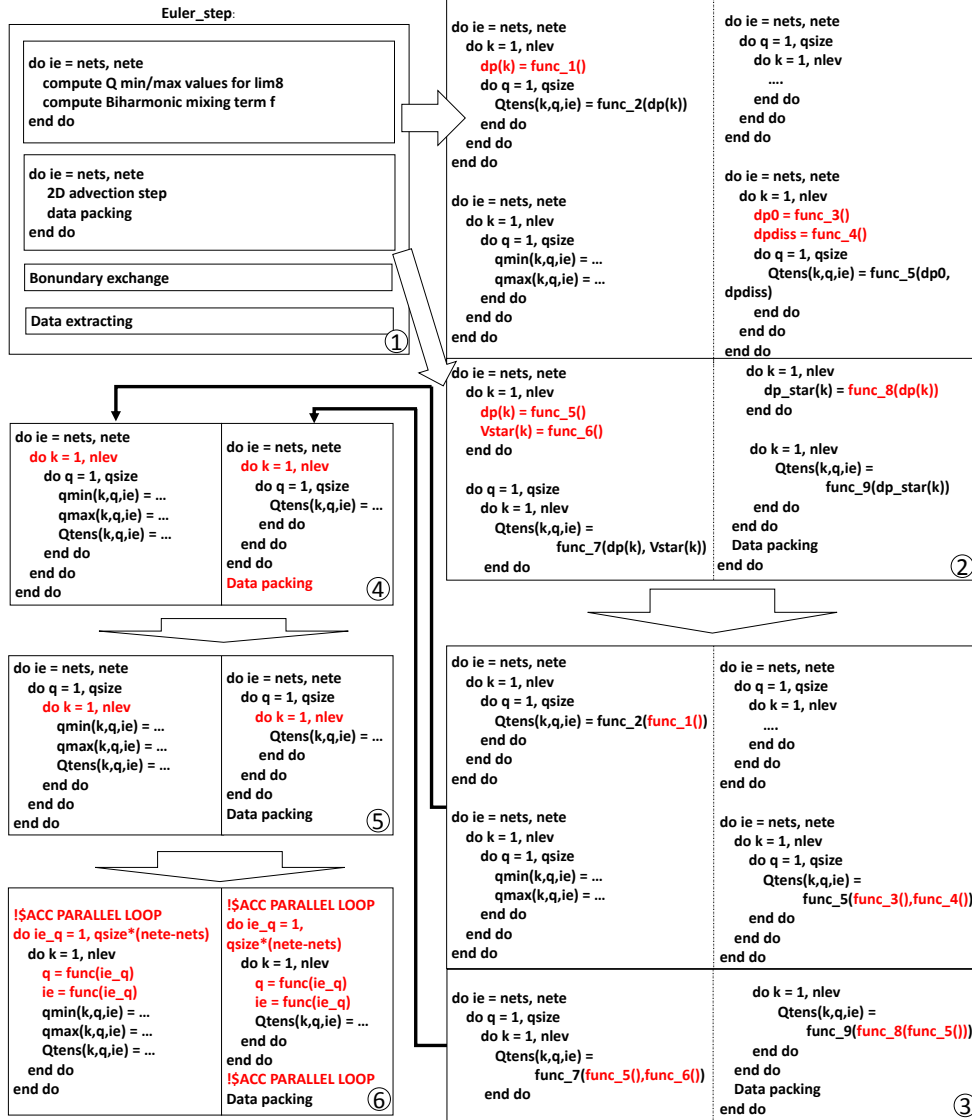 Euler_step:
do ie = nets, nete
compute Q min/max values for lim8
compute Biharmonic mixing term f
end do
do ie = nets, nete
2D advection step
data packing
end do
Bonundary exchange
Data extracting
①
do ie = nets, nete
do k = 1, nlev
dp(k) = func_1()
do q = 1, qsize
Qtens(k,q,ie) = func_2(dp(k))
end do
end do
end do
do ie = nets, nete
do k = 1, nlev
do q = 1, qsize
qmin(k,q,ie) = ...
qmax(k,q,ie) = ...
end do
end do
end do
do ie = nets, nete
do q = 1, qsize
do k = 1, nlev
....
end do
end do
end do
do ie = nets, nete
do k = 1, nlev
dp0 = func_3()
dpdiss = func_4()
do q = 1, qsize
Qtens(k,q,ie) = func_5(dp0,
dpdiss)
end do
end do
end do
do ie = nets, nete
do k = 1, nlev
dp(k) = func_5()
Vstar(k) = func_6()
end do
do q = 1, qsize
do k = 1, nlev
Qtens(k,q,ie) =
func_7(dp(k), Vstar(k))
end do
do k = 1, nlev
dp_star(k) = func_8(dp(k))
end do
do k = 1, nlev
Qtens(k,q,ie) =
func_9(dp_star(k))
end do
end do
Data packing
end do
②
do ie = nets, nete
do k = 1, nlev
do q = 1, qsize
Qtens(k,q,ie) = func_2(func_1())
end do
end do
end do
do ie = nets, nete
do k = 1, nlev
do q = 1, qsize
qmin(k,q,ie) = ...
qmax(k,q,ie) = ...
end do
end do
end do
do ie = nets, nete
do q = 1, qsize
do k = 1, nlev
....
end do
end do
end do
do ie = nets, nete
do k = 1, nlev
do q = 1, qsize
Qtens(k,q,ie) =
func_5(func_3(),func_4())
end do
end do
end do
do ie = nets, nete
do q = 1, qsize
do k = 1, nlev
Qtens(k,q,ie) =
func_7(func_5(),func_6())
end do
do k = 1, nlev
Qtens(k,q,ie) =
func_9(func_8(func_5()))
end do
end do
Data packing
end do
③
do ie = nets, nete
do k = 1, nlev
do q = 1, qsize
qmin(k,q,ie) = ...
qmax(k,q,ie) = ...
Qtens(k,q,ie) = ...
end do
end do
end do
do ie = nets, nete
do k = 1, nlev
do q = 1, qsize
Qtens(k,q,ie) = ...
end do
end do
end do
Data packing
④
do ie = nets, nete
do q = 1, qsize
do k = 1, nlev
qmin(k,q,ie) = ...
qmax(k,q,ie) = ...
Qtens(k,q,ie) = ...
end do
end do
end do
do ie = nets, nete
do q = 1, qsize
do k = 1, nlev
Qtens(k,q,ie) = ...
end do
end do
end do
Data packing
⑤
!$ACC PARALLEL LOOP
do ie_q = 1, qsize*(nete-nets)
do k = 1, nlev
q = func(ie_q)
ie = func(ie_q)
qmin(k,q,ie) = ...
qmax(k,q,ie) = ...
Qtens(k,q,ie) = ...
end do
end do
!$ACC PARALLEL LOOP
do ie_q = 1,
qsize*(nete-nets)
do k = 1, nlev
q = func(ie_q)
ie = func(ie_q)
Qtens(k,q,ie) = ...
end do
end do
!$ACC PARALLEL LOOP
Data packing
⑥